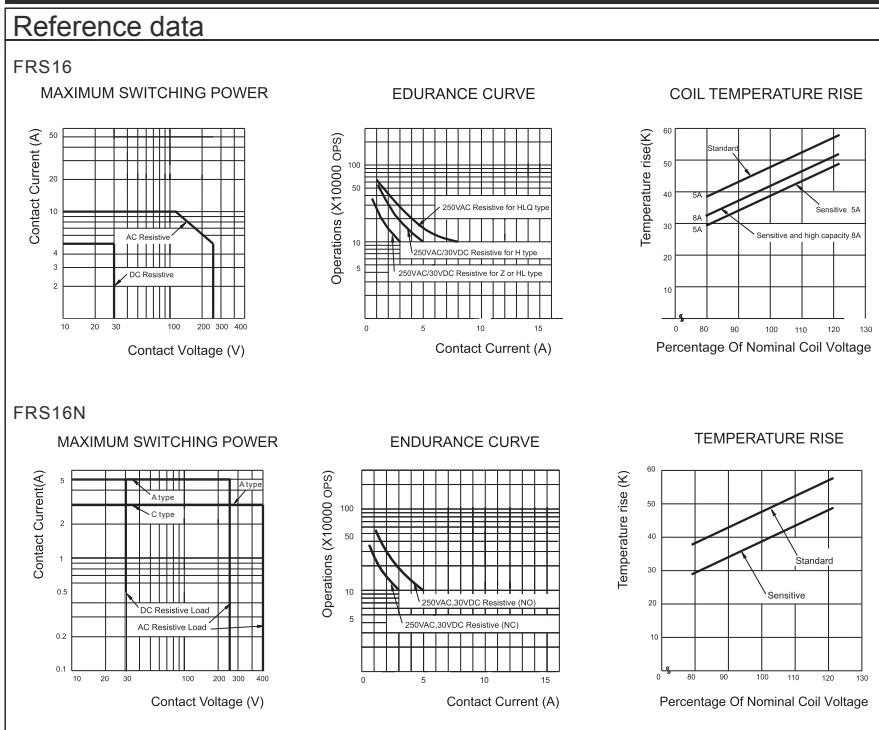 Reference data
FRS16
MAXIMUM SWITCHING POWER
Contact Current (A)
50
20
10
4
3
2
AC Resistive
DC Resistive
10 20 30 100 200 300 400
Contact Voltage (V)
EDURANCE CURVE
Operations (X10000 OPS)
100
50
10
5
250VAC Resistive for HLQ type
250VAC/30VDC Resistive for H type
250VAC/30VDC Resistive for Z or HL type
0 5 10 15
Contact Current (A)
COIL TEMPERATURE RISE
Temperature rise(K)
60
50
40
30
20
10
Standard
5A
8A
5A
Sensitive 5A
Sensitive and high capacity 8A
0 80 90 100 110 120 130
Percentage Of Nominal Coil Voltage
FRS16N
MAXIMUM SWITCHING POWER
Contact Current(A)
5
2
1
0.5
0.2
0.1
A type
A type
C type
DC Resistive Load
AC Resistive Load
10 20 30 100 200 300 400
Contact Voltage (V)
ENDURANCE CURVE
Operations (X10000 OPS)
100
50
10
5
250VAC,30VDC Resistive (NO)
250VAC,30VDC Resistive (NC)
0 5 10 15
Contact Current (A)
TEMPERATURE RISE
Temperature rise (K)
60
50
40
30
20
10
Standard
Sensitive
0 80 90 100 110 120 130
Percentage Of Nominal Coil Voltage